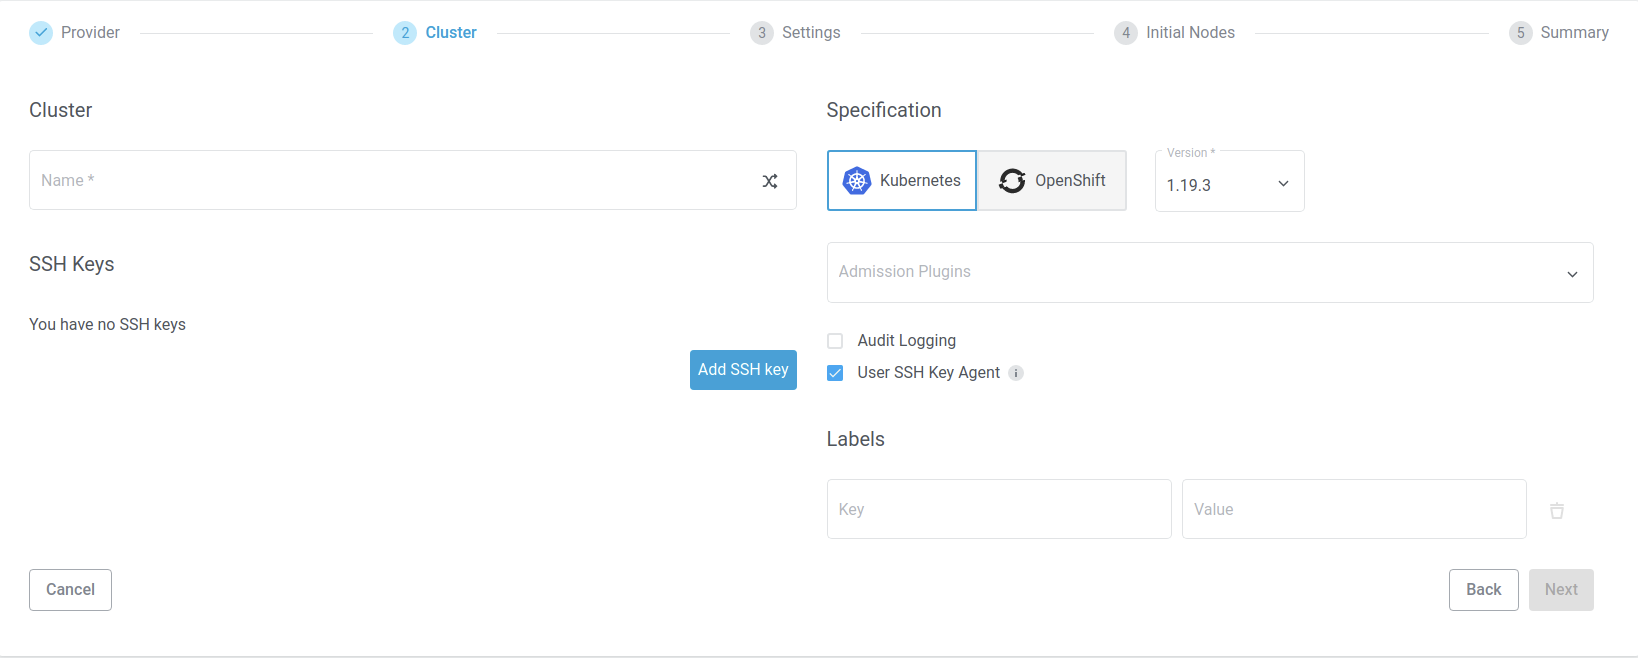 Provider
2 Cluster
3 Settings
4 Initial Nodes
5 Summary
Cluster
Name *
SSH Keys
You have no SSH keys
Add SSH key
Specification
Kubernetes
OpenShift
Version *
1.19.3
Admission Plugins
Audit Logging
User SSH Key Agent i
Labels
Key
Value
Cancel
Back
Next